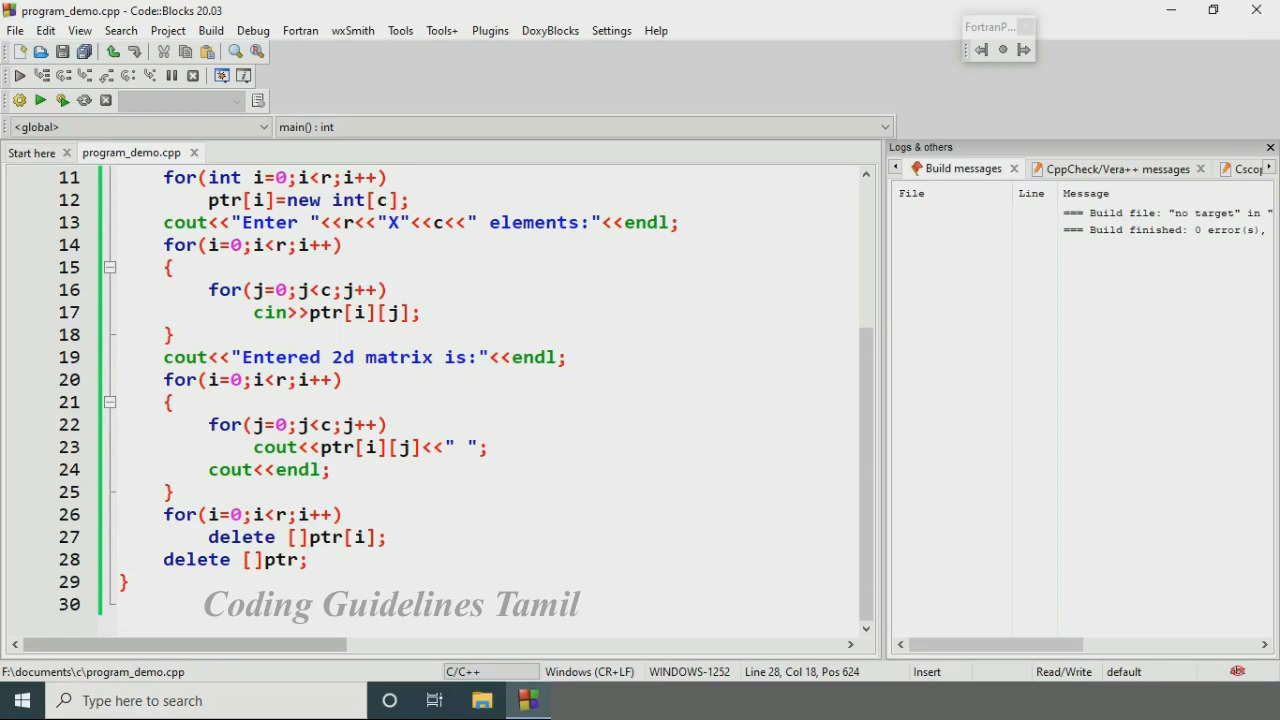 program_demo.cpp - Code::Blocks 20.03
File Edit View Search Project Build Debug Fortran wxSmith Tools Tools+ Plugins DoxyBlocks Settings Help
FortranP...
<global> main() : int
Start here program_demo.cpp
Logs & others
Build messages CppCheck/Vera++ messages Cscop
File Line Message
=== Build file: "no target" in "
=== Build finished: 0 error(s),
11 for(int i=0;i<r;i++)
12 ptr[i]=new int[c];
13 cout<<"Enter "<<r<<"X"<<c<<" elements:"<<endl;
14 for(i=0;i<r;i++)
15 {
16 for(j=0;j<c;j++)
17 cin>>ptr[i][j];
18 }
19 cout<<"Entered 2d matrix is:"<<endl;
20 for(i=0;i<r;i++)
21 {
22 for(j=0;j<c;j++)
23 cout<<ptr[i][j]<<" ";
24 cout<<endl;
25 }
26 for(i=0;i<r;i++)
27 delete []ptr[i];
28 delete []ptr;
29 }
30
Coding Guidelines Tamil
F:\documents\c\program_demo.cpp C/C++ Windows (CR+LF) WINDOWS-1252 Line 28, Col 18, Pos 624 Insert Read/Write default
Type here to search